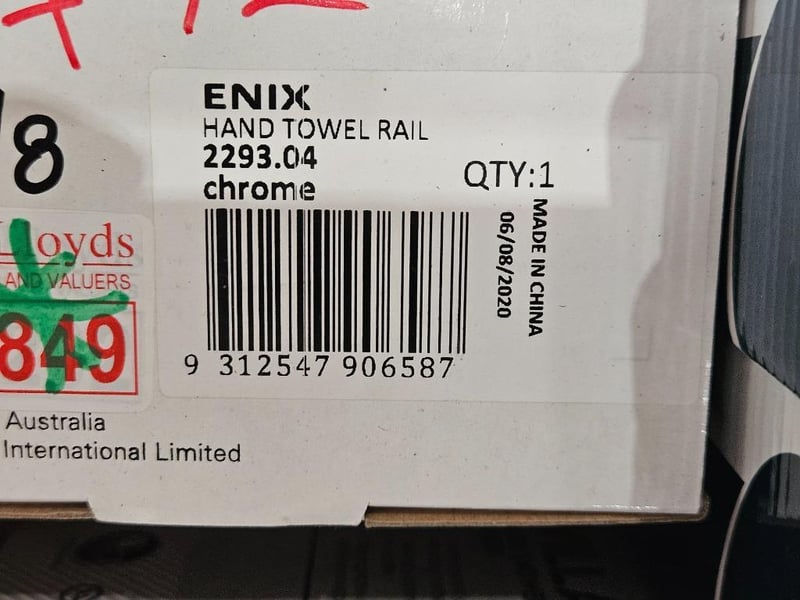 ENIX
HAND TOWEL RAIL
2293.04
chrome
QTY:1
MADE IN CHINA
06/08/2020
9 312547 906587
8
Lloyds
AND VALUERS
849
Australia
International Limited